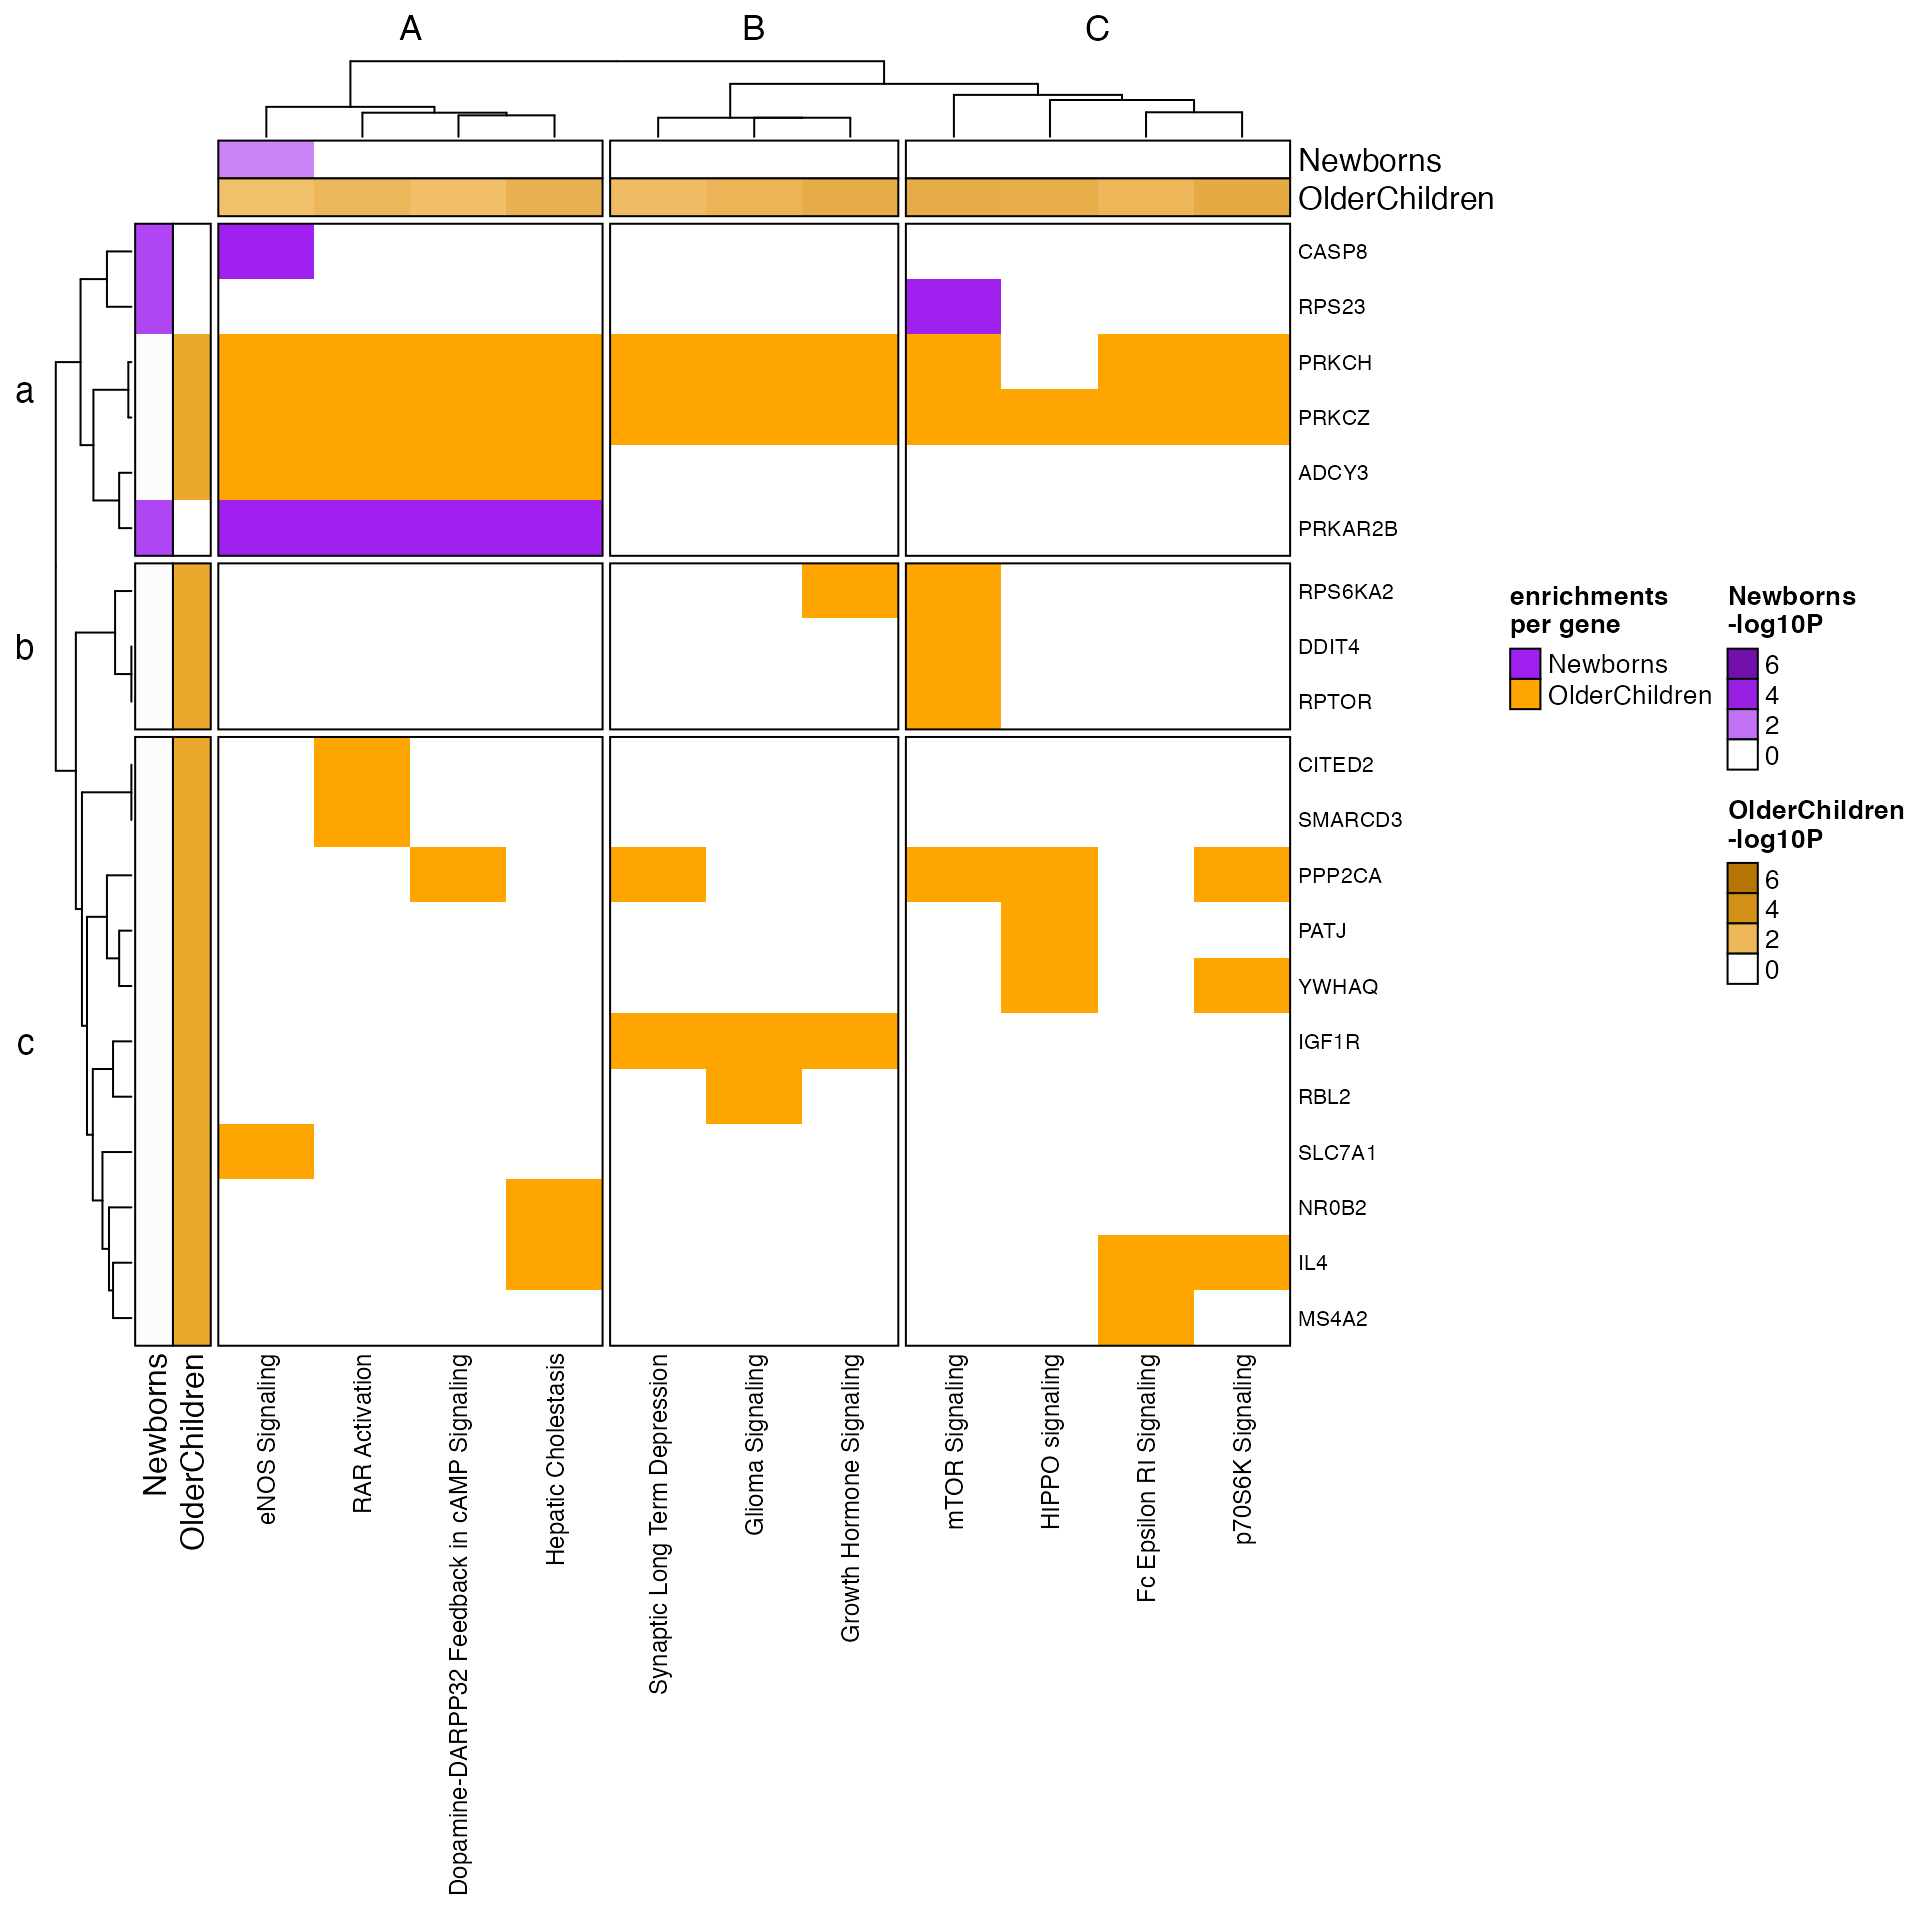 A
B
C
Newborns
OlderChildren
a
b
c
CASP8
RPS23
PRKCH
PRKCZ
ADCY3
PRKAR2B
RPS6KA2
DDIT4
RPTOR
CITED2
SMARCD3
PPP2CA
PATJ
YWHAQ
IGF1R
RBL2
SLC7A1
NR0B2
IL4
MS4A2
enrichments
per gene
Newborns
OlderChildren
Newborns
-log10P
6
4
2
0
OlderChildren
-log10P
6
4
2
0
Newborns
OlderChildren
eNOS Signaling
RAR Activation
Dopamine-DARPP32 Feedback in cAMP Signaling
Hepatic Cholestasis
Synaptic Long Term Depression
Glioma Signaling
Growth Hormone Signaling
mTOR Signaling
HIPPO signaling
Fc Epsilon RI Signaling
p70S6K Signaling